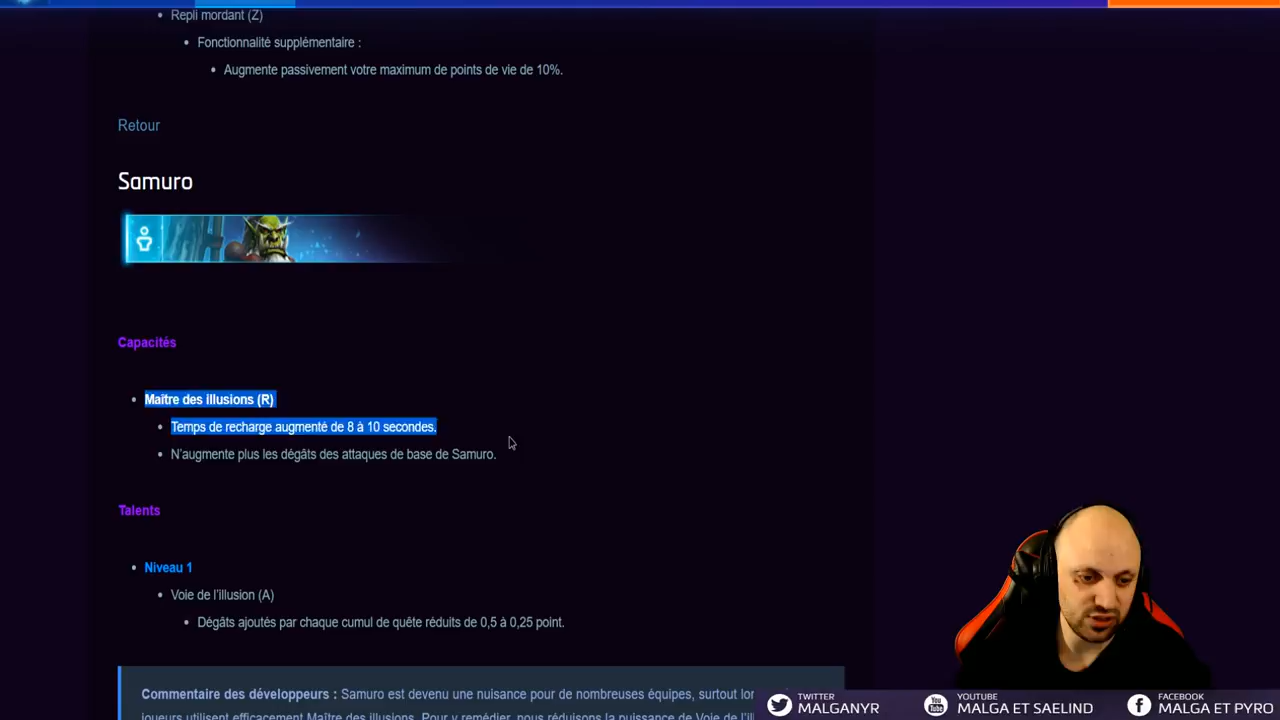 Repli mordant (Z)
Fonctionnalité supplémentaire :
Augmente passivement votre maximum de points de vie de 10%.
Retour
Samuro
Capacités
Maître des illusions (R)
Temps de recharge augmenté de 8 à 10 secondes.
N'augmente plus les dégâts des attaques de base de Samuro.
Talents
Niveau 1
Voie de l'illusion (A)
Dégâts ajoutés par chaque cumul de quête réduits de 0,5 à 0,25 point.
Commentaire des développeurs : Samuro est devenu une nuisance pour de nombreuses équipes, surtout lor
joueurs utilisent efficacement Maître des illusions. Pour y remédier, nous réduisons la puissance de Voie de l'ill
TWITTER
MALGANYR
YOUTUBE
MALGA ET SAELIND
FACEBOOK
MALGA ET PYRO